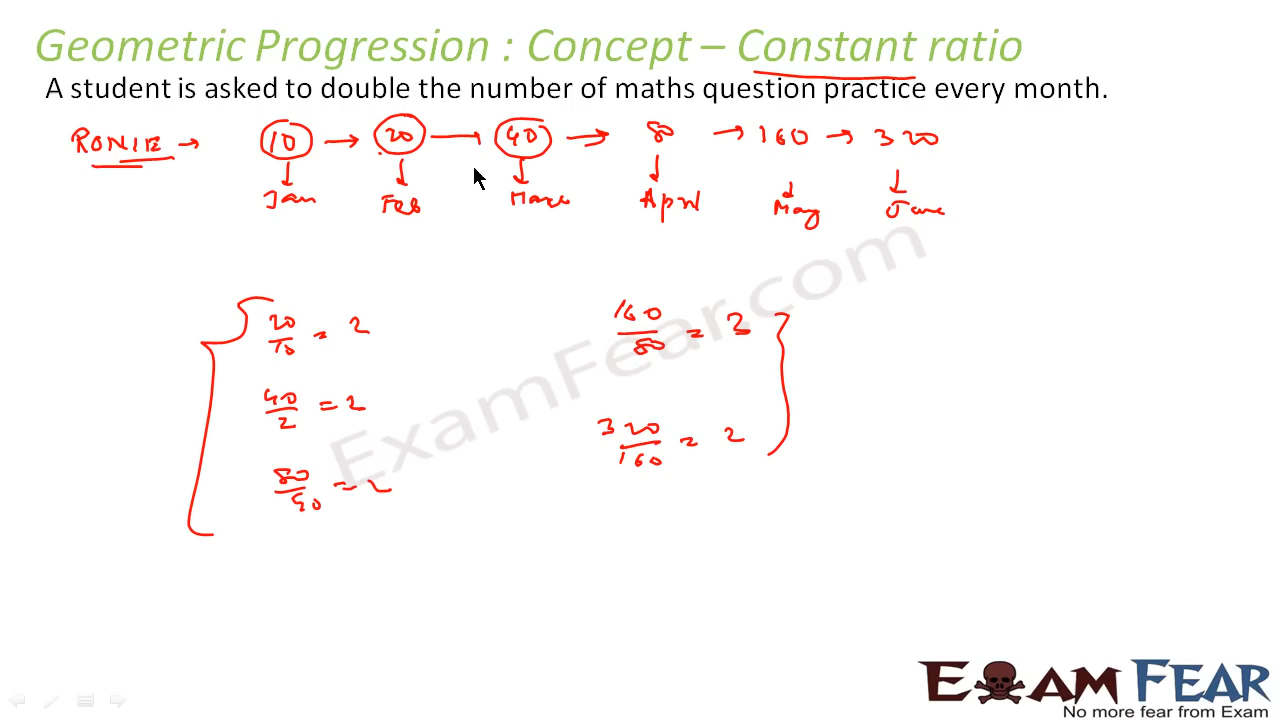 Geometric Progression : Concept – Constant ratio
A student is asked to double the number of maths question practice every month.
RONIE → 10 → 20 → 40 → 80 → 160 → 320
Jan Feb April May June
20/10 = 2
160/80 = 2
40/2 = 2
320/160 = 2
80/40 = 2
ExamFear.com
EXAM FEAR
No more fear from Exam